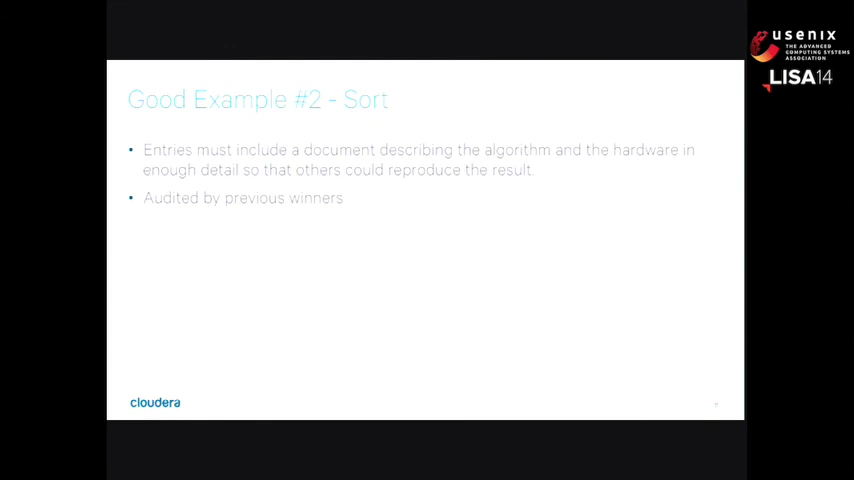 usenix
THE ADVANCED
COMPUTING SYSTEMS
ASSOCIATION
LISA14
Good Example #2 - Sort
• Entries must include a document describing the algorithm and the hardware in
enough detail so that others could reproduce the result.
• Audited by previous winners
cloudera